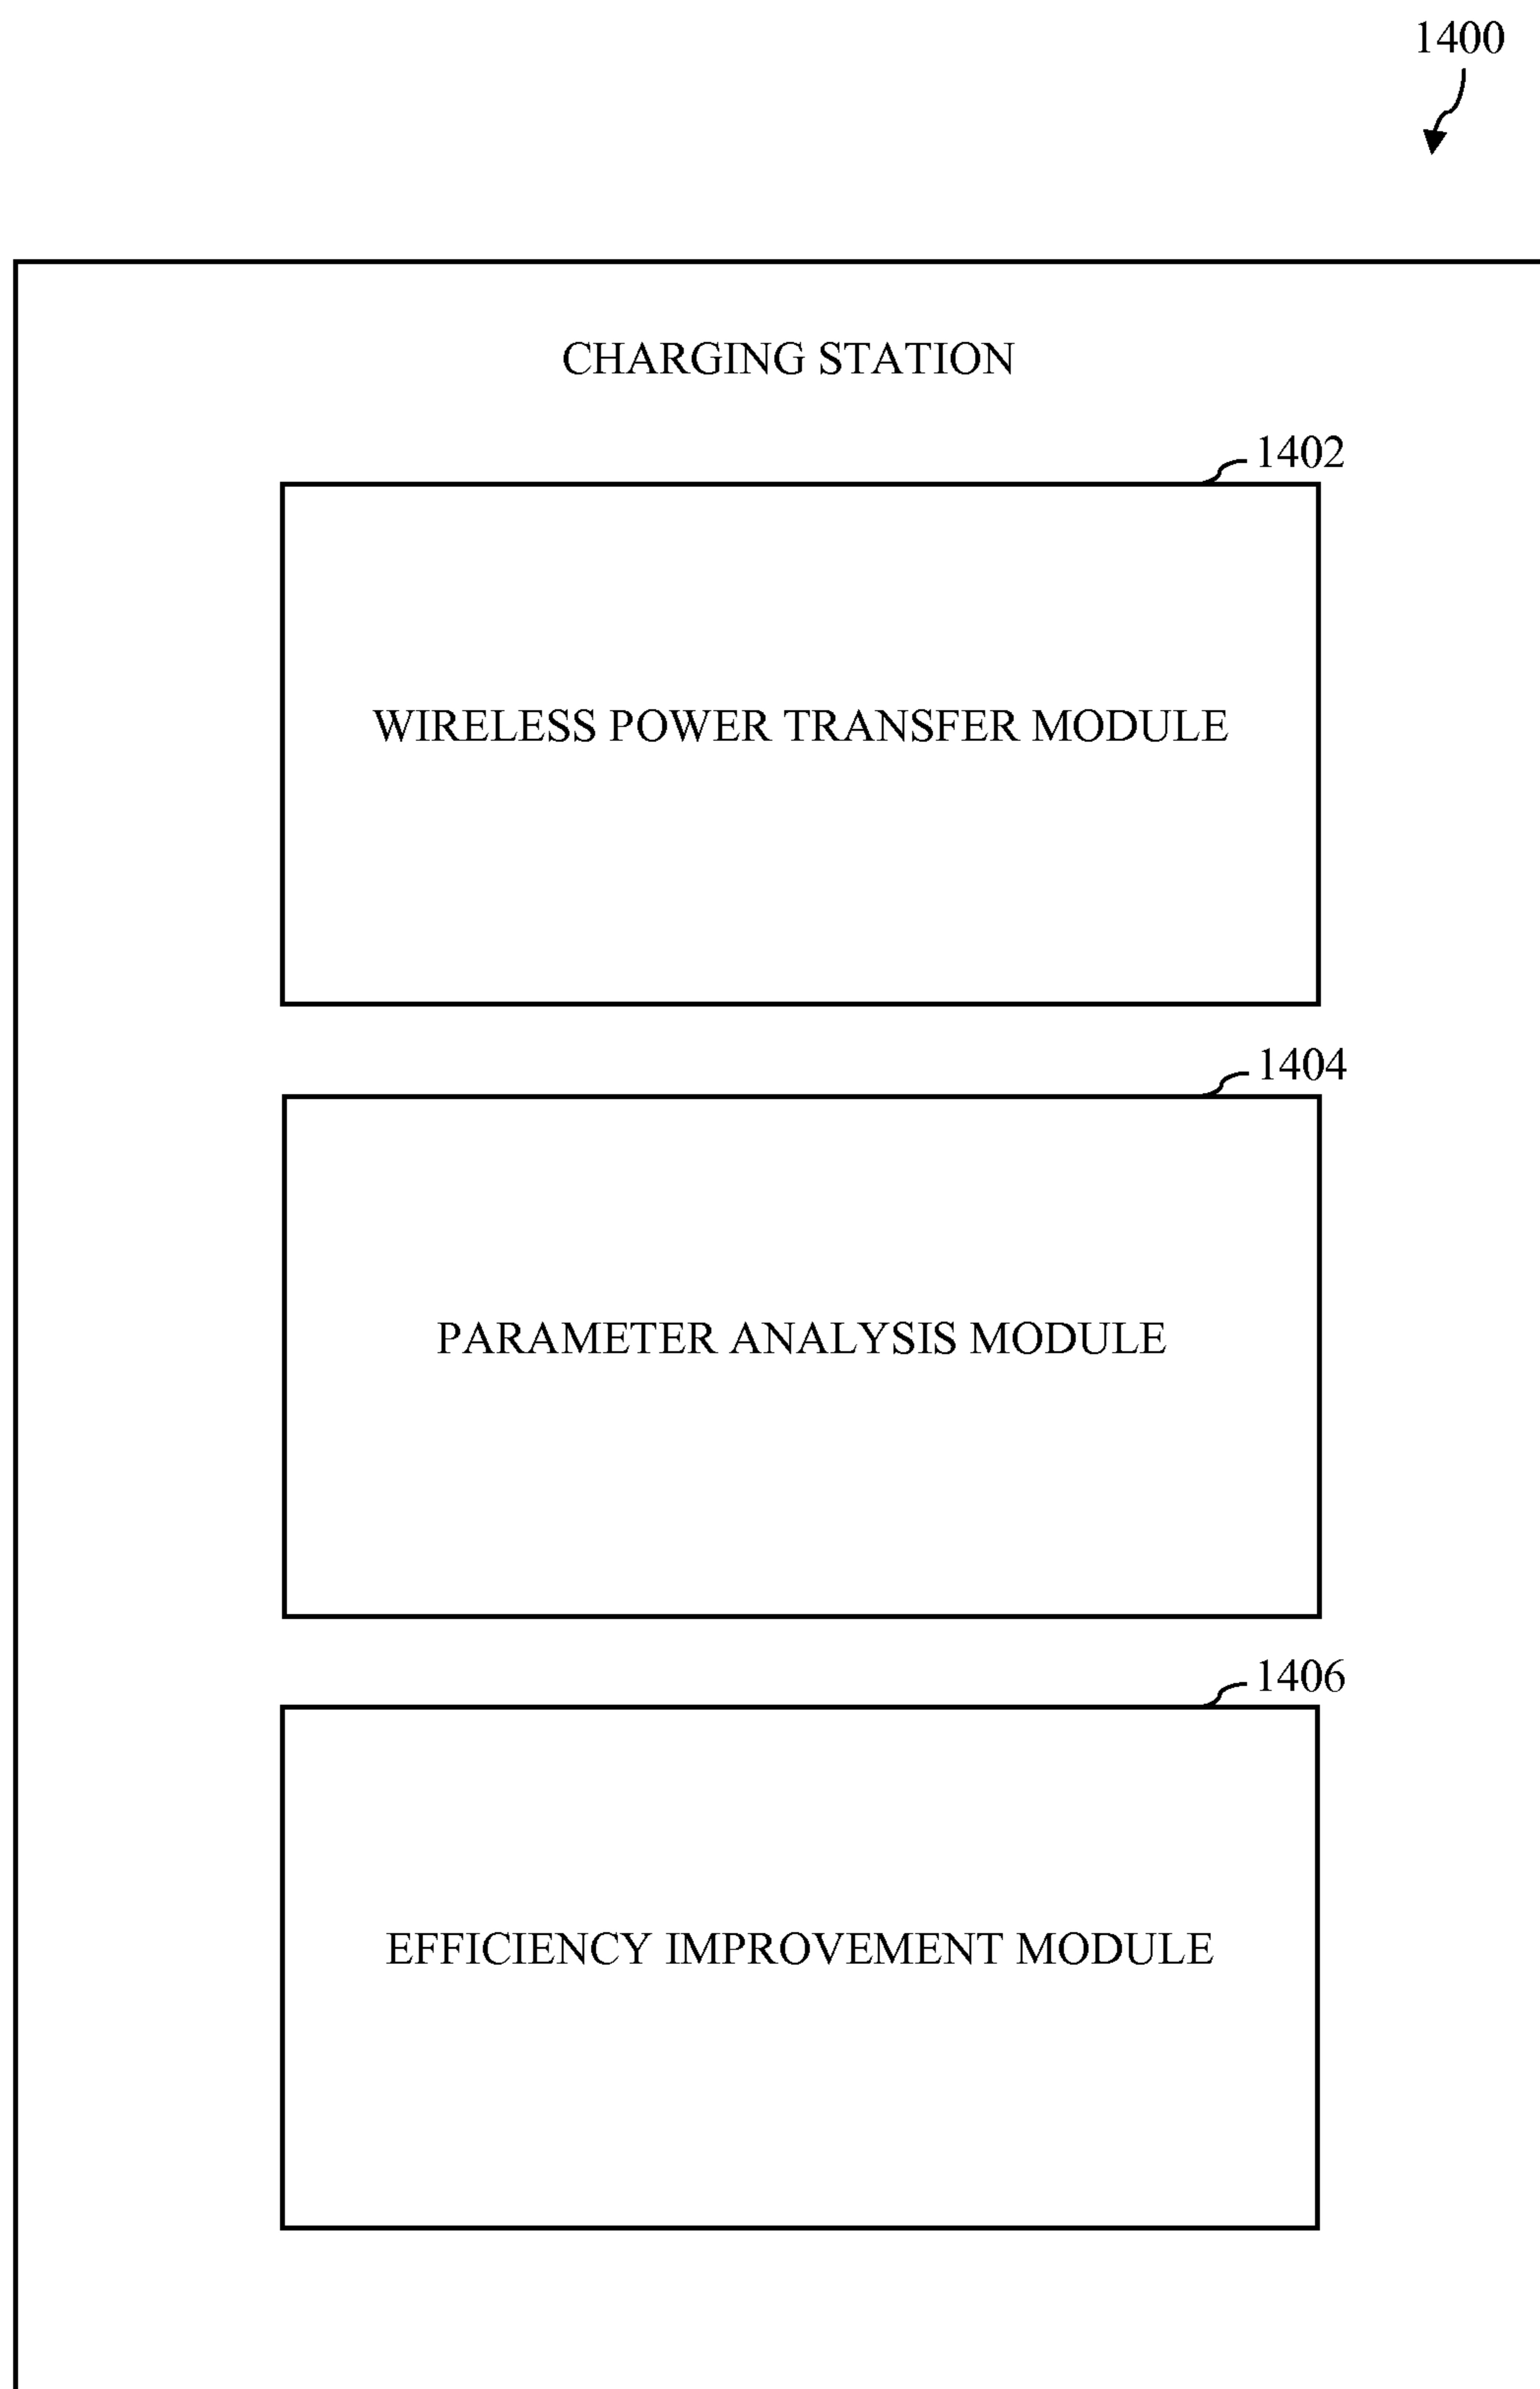 1400
CHARGING STATION
1402
WIRELESS POWER TRANSFER MODULE
1404
PARAMETER ANALYSIS MODULE
1406
EFFICIENCY IMPROVEMENT MODULE